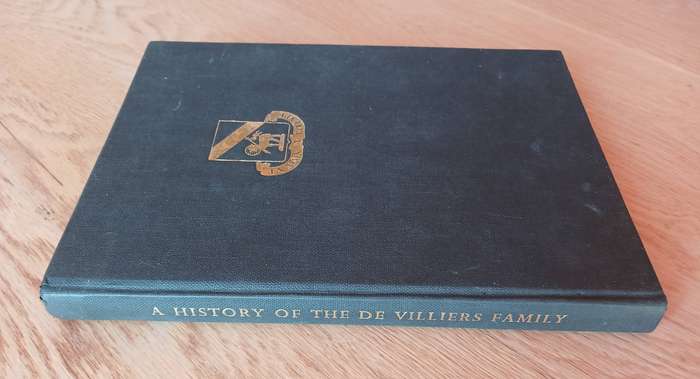 A HISTORY OF THE DE VILLIERS FAMILY